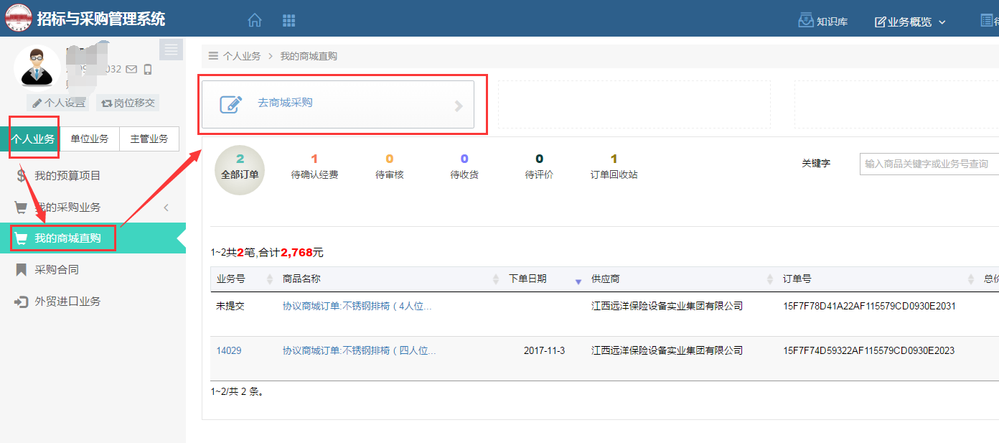 招标与采购管理系统
知识库
业务概览
032
个人设置
岗位移交
个人业务
单位业务
主管业务
我的预算项目
我的采购业务
我的商城直购
采购合同
外贸进口业务
个人业务 > 我的商城直购
去商城采购
2 全部订单
1 待确认经费
0 待审核
0 待收货
0 待评价
1 订单回收站
关键字
输入商品关键字或业务号查询
1~2共2笔,合计2,768元
业务号 商品名称 下单日期 供应商 订单号 总价
未提交 协议商城订单:不锈钢排椅（4人位... 江西远洋保险设备实业集团有限公司 15F7F78D41A22AF115579CD0930E2031
14029 协议商城订单:不锈钢排椅（四人位... 2017-11-3 江西远洋保险设备实业集团有限公司 15F7F74D59322AF115579CD0930E2023
1~2/共 2 条。